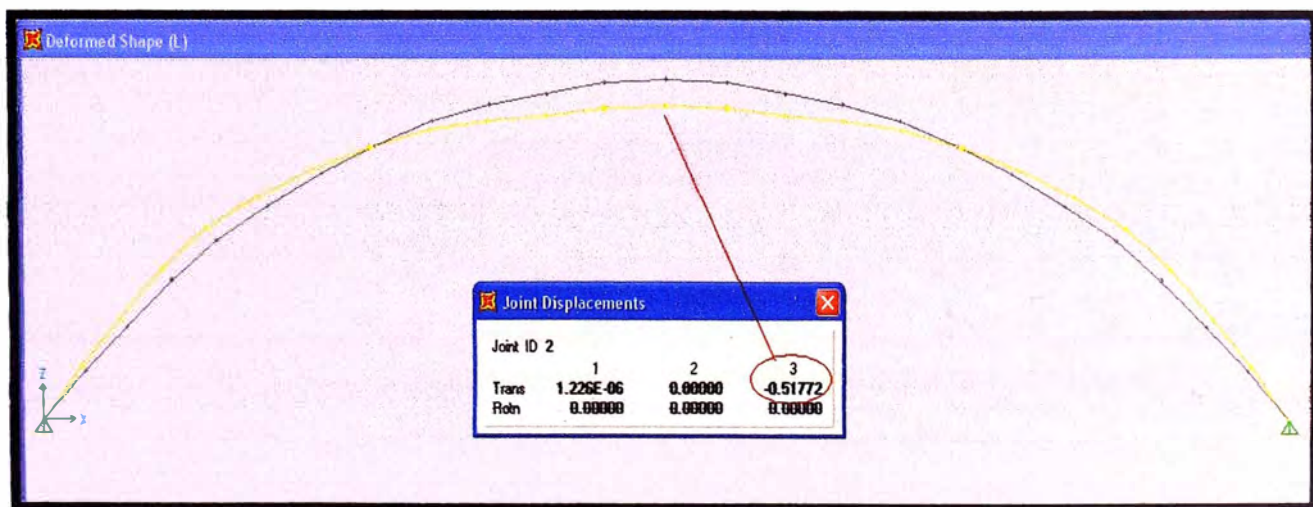 Deformed Shape (L)
Joint Displacements
Joint ID 2
1 2 3
Trans 1.226E-06 0.00000 -0.51772
Rotn 0.00000 0.00000 0.00000
Z
X